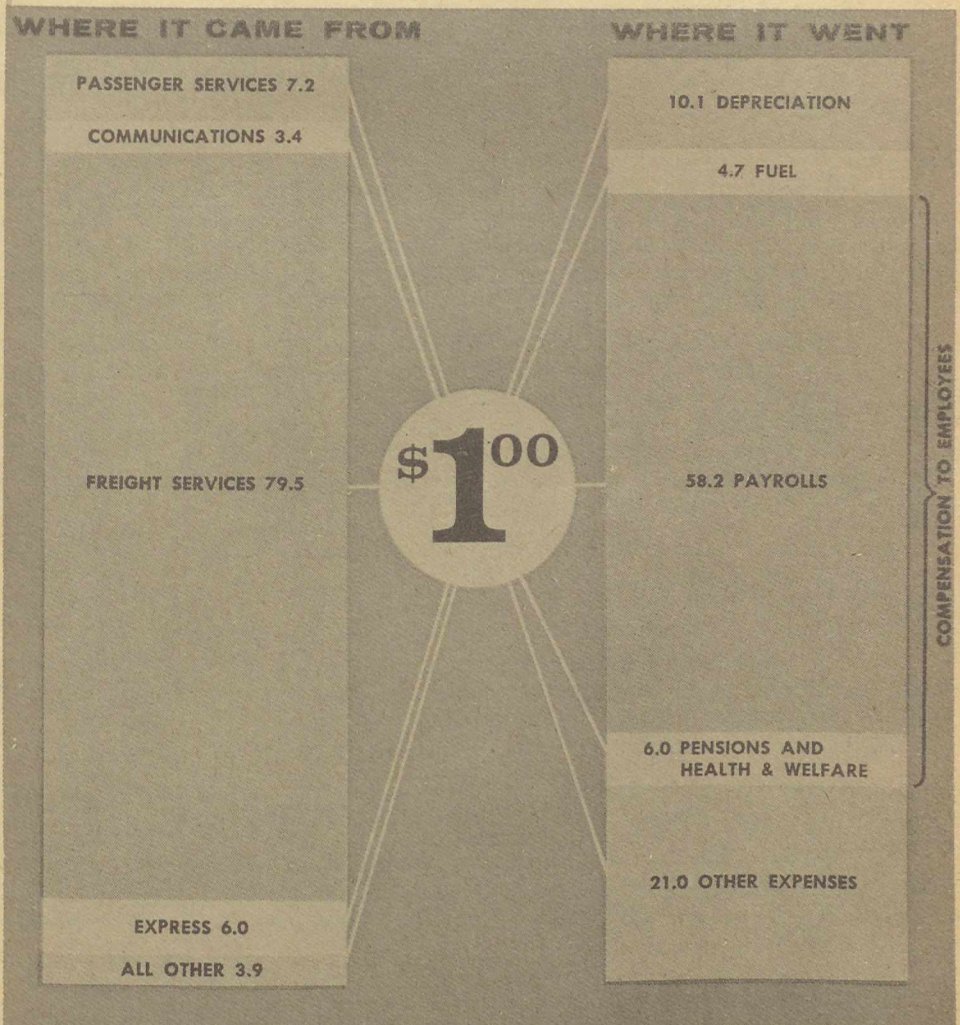 WHERE IT CAME FROM
PASSENGER SERVICES 7.2
COMMUNICATIONS 3.4
FREIGHT SERVICES 79.5
EXPRESS 6.0
ALL OTHER 3.9
$1 00
WHERE IT WENT
10.1 DEPRECIATION
4.7 FUEL
58.2 PAYROLLS
6.0 PENSIONS AND
HEALTH & WELFARE
21.0 OTHER EXPENSES
COMPENSATION TO EMPLOYEES